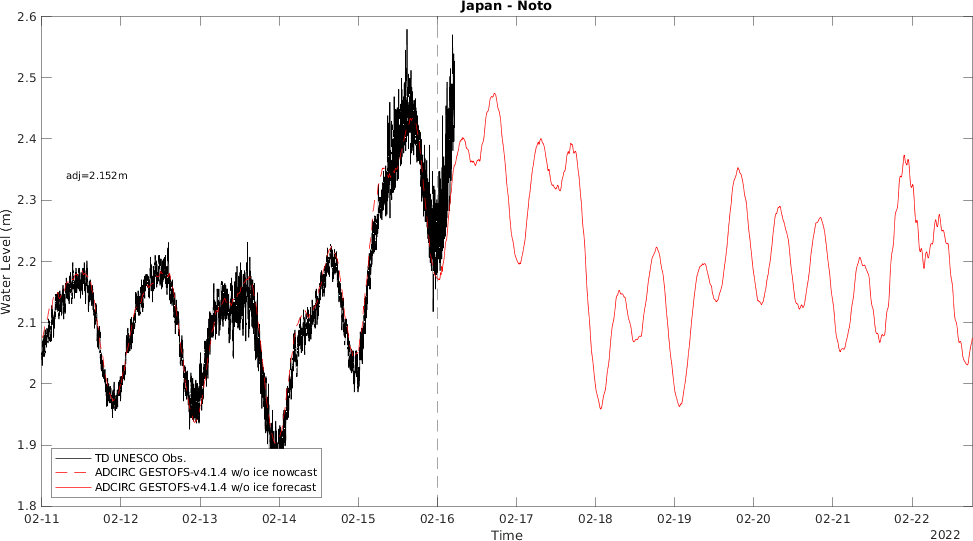 Japan - Noto
2.6
2.5
2.4
2.3
2.2
2.1
2
1.9
1.8
Water Level (m)
adj=2.152m
TD UNESCO Obs.
ADCIRC GESTOFS-v4.1.4 w/o ice nowcast
ADCIRC GESTOFS-v4.1.4 w/o ice forecast
02-11 02-12 02-13 02-14 02-15 02-16 02-17 02-18 02-19 02-20 02-21 02-22
Time
2022